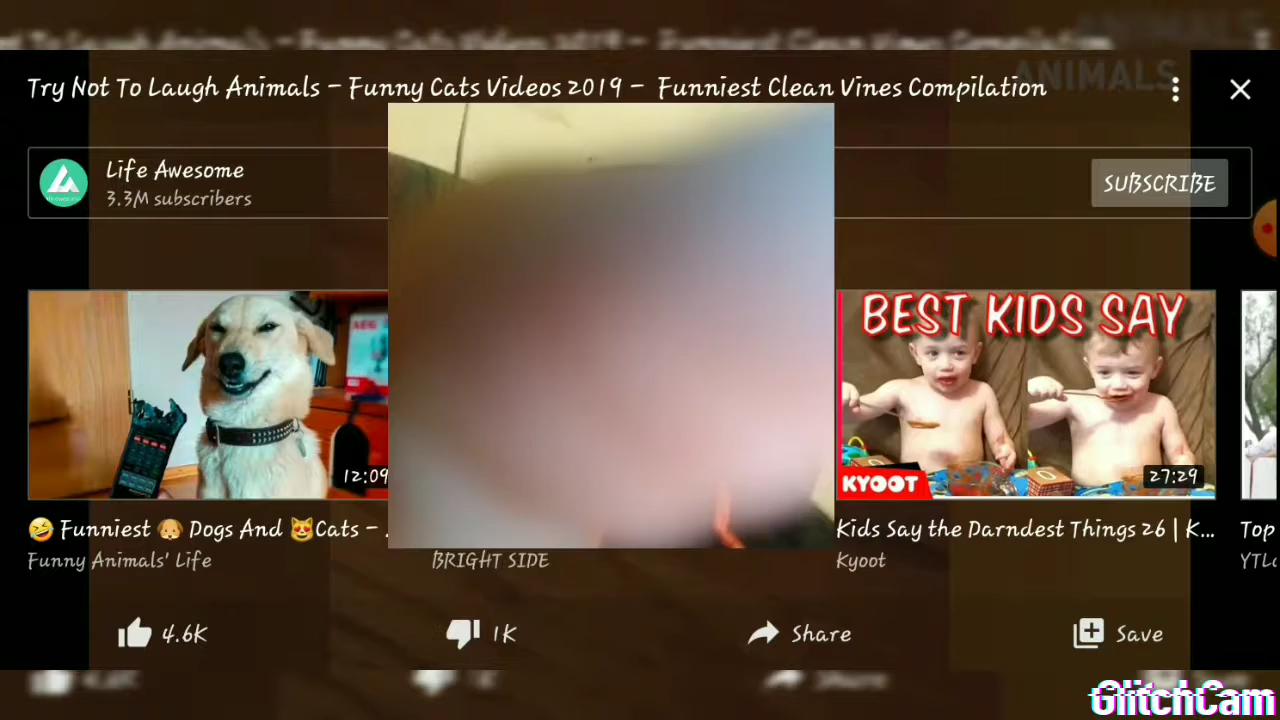 Try Not To Laugh Animals – Funny Cats Videos 2019 – Funniest Clean Vines Compilation
ANIMALS
Life Awesome
3.3M subscribers
SUBSCRIBE
AEG
BEST KIDS SAY
12:09
KYOOT
27:29
🤣 Funniest 🐶 Dogs And 😻Cats – .
Kids Say the Darndest Things 26 | K...
Top
Funny Animals' Life
BRIGHT SIDE
Kyoot
4.6K
1K
Share
Save
GlitchCam